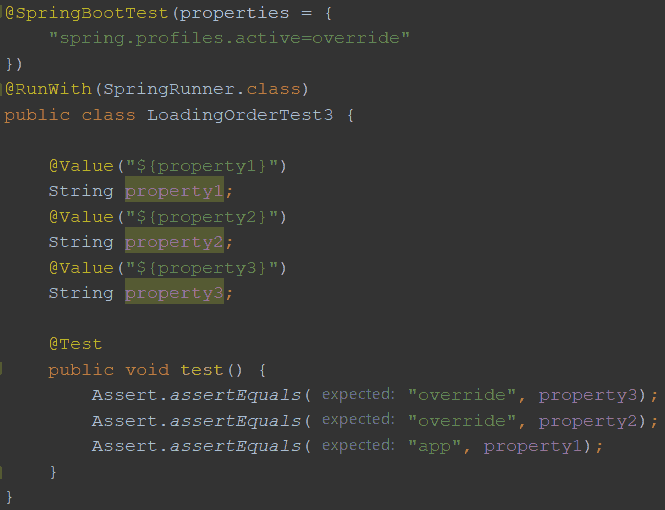 @SpringBootTest(properties = {
"spring.profiles.active=override"
})
@RunWith(SpringRunner.class)
public class LoadingOrderTest3 {
@Value("${property1}")
String property1;
@Value("${property2}")
String property2;
@Value("${property3}")
String property3;
@Test
public void test() {
Assert.assertEquals( expected: "override", property3);
Assert.assertEquals( expected: "override", property2);
Assert.assertEquals( expected: "app", property1);
}
}